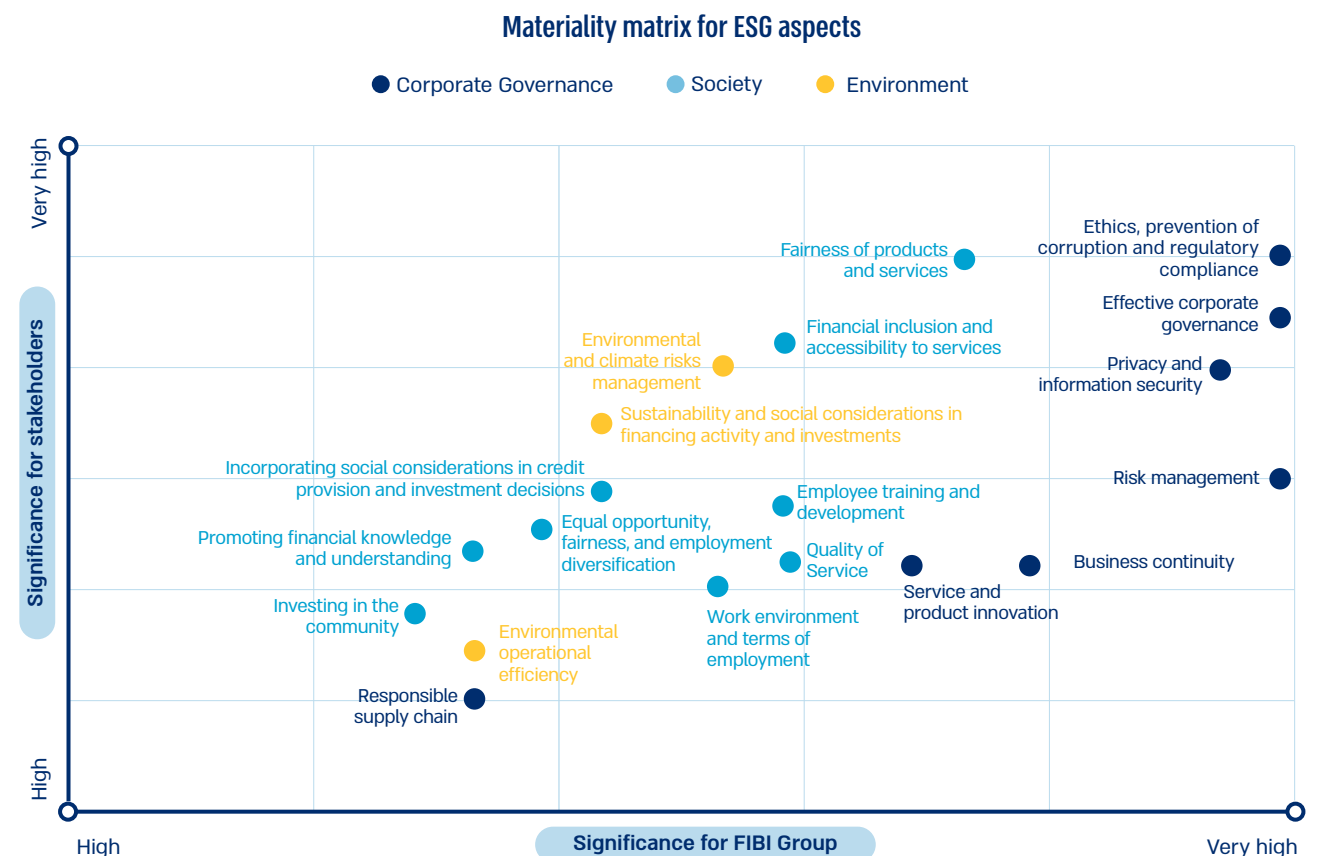 Materiality matrix for ESG aspects
Corporate Governance
Society
Environment
Very high
Significance for stakeholders
High
Ethics, prevention of
corruption and regulatory
compliance
Fairness of products
and services
Effective corporate
governance
Financial inclusion and
accessibility to services
Environmental
and climate risks
management
Privacy and
information security
Sustainability and social considerations in
financing activity and investments
Incorporating social considerations in credit
provision and investment decisions
Risk management
Employee training and
development
Equal opportunity,
fairness, and employment
diversification
Promoting financial knowledge
and understanding
Quality of
Service
Business continuity
Service and
product innovation
Investing in the
community
Work environment
and terms of
employment
Environmental
operational
efficiency
Responsible
supply chain
High
Significance for FIBI Group
Very high